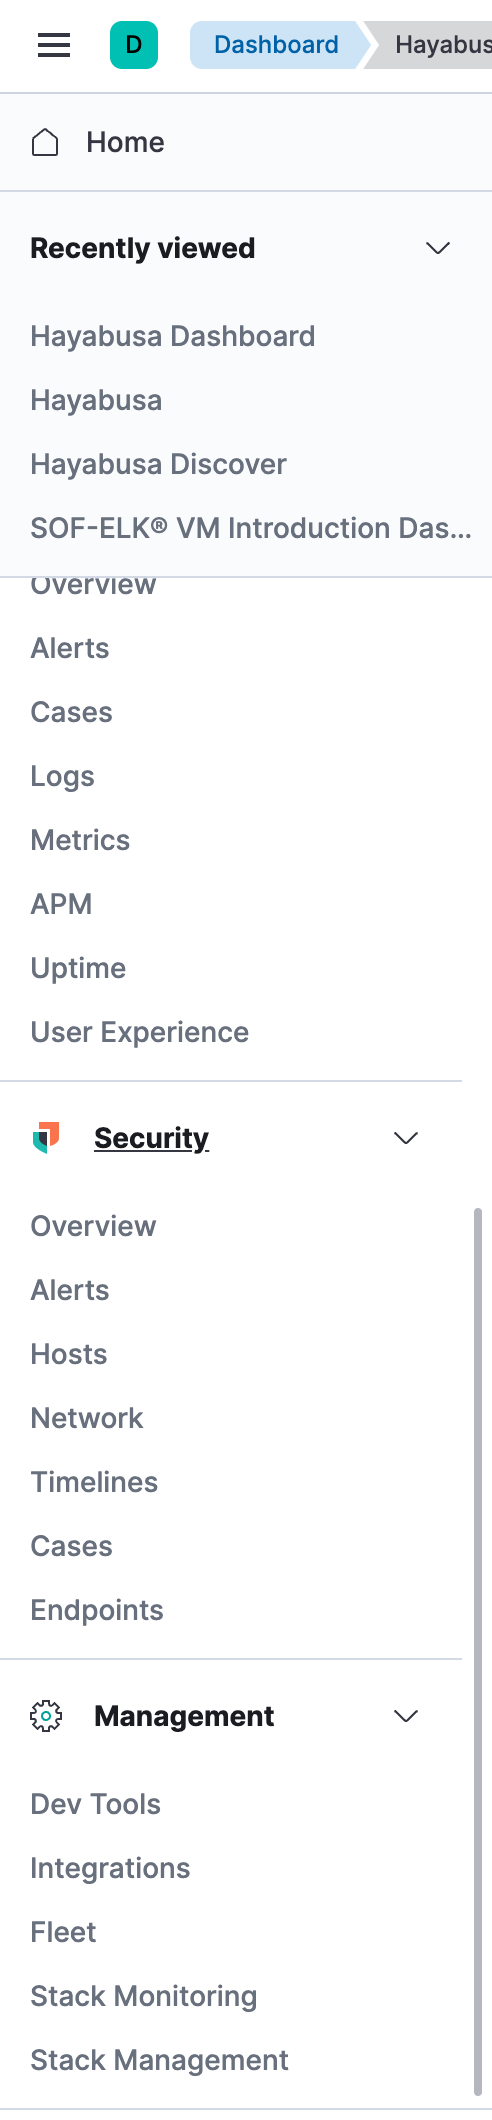 D
Dashboard
Hayabus
Home
Recently viewed
Hayabusa Dashboard
Hayabusa
Hayabusa Discover
SOF-ELK® VM Introduction Das...
Overview
Alerts
Cases
Logs
Metrics
APM
Uptime
User Experience
Security
Overview
Alerts
Hosts
Network
Timelines
Cases
Endpoints
Management
Dev Tools
Integrations
Fleet
Stack Monitoring
Stack Management